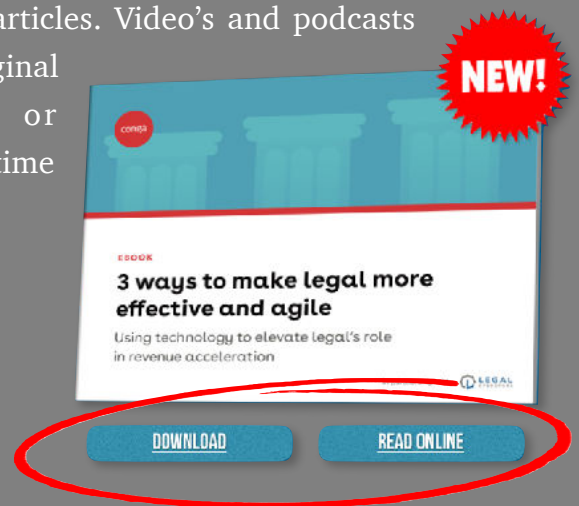 articles. Video's and podcasts
ginal
or
time
NEW!
conga
EBOOK
3 ways to make legal more
effective and agile
Using technology to elevate legal's role
in revenue acceleration
LEGAL
DOWNLOAD
READ ONLINE